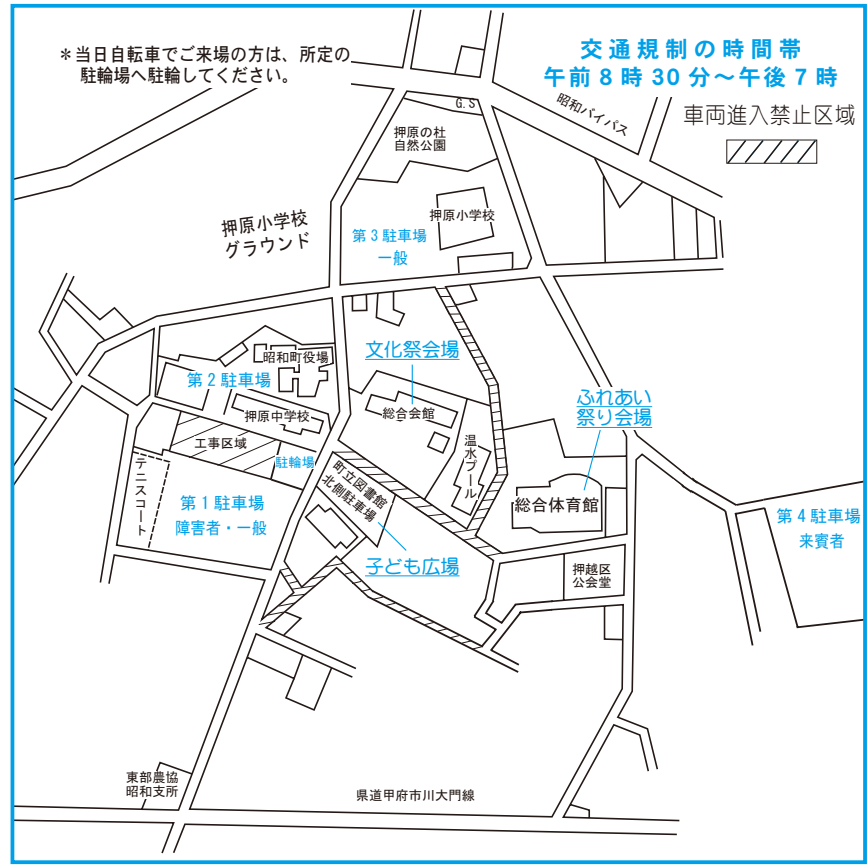 ＊当日自転車でご来場の方は、所定の
駐輪場へ駐輪してください。
交通規制の時間帯
午前8時30分～午後7時
車両進入禁止区域
G.S
昭和バイパス
押原の杜
自然公園
押原小学校
グラウンド
押原小学校
第3駐車場
一般
文化祭会場
昭和町役場
第2駐車場
ふれあい
祭り会場
押原中学校
総合会館
工事区域
駐輪場
温水プール
テニスコート
町立図書館
北側駐車場
第1駐車場
障害者・一般
総合体育館
第4駐車場
来賓者
子ども広場
押越区
公会堂
東部農協
昭和支所
県道甲府市川大門線